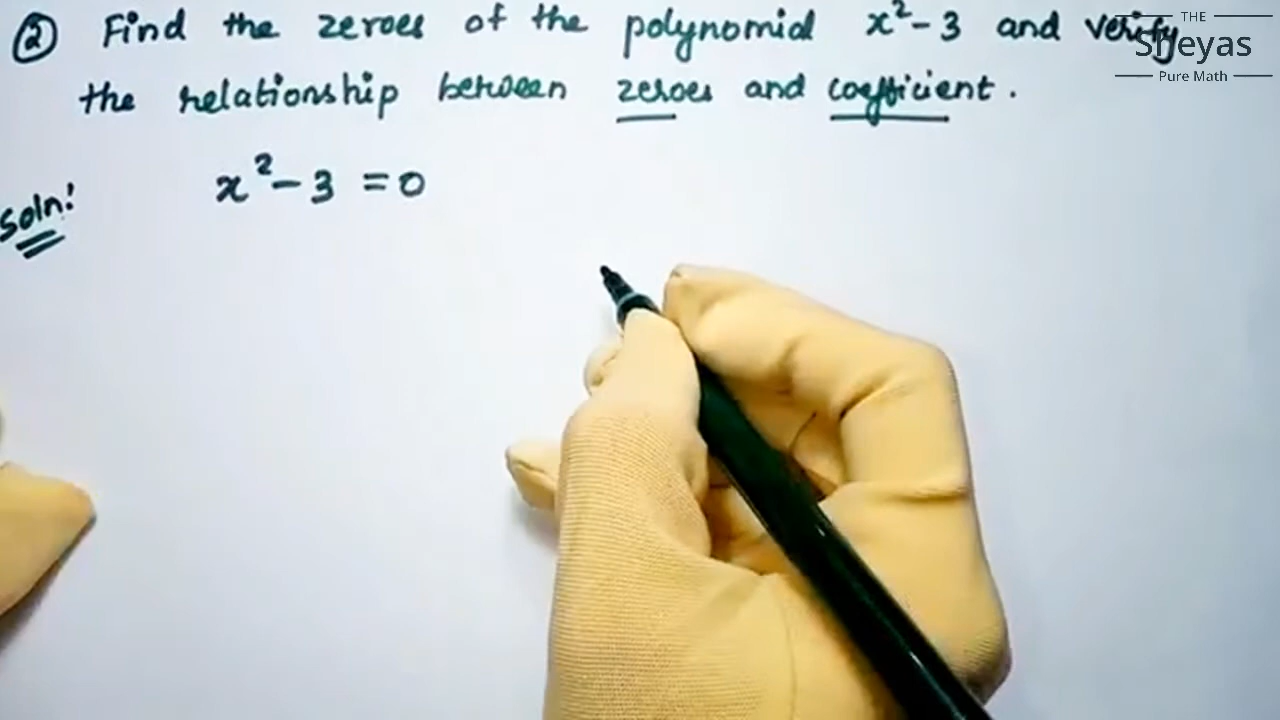 ② Find the zeroes of the polynomial x²-3 and verify
the relationship between zeroes and coefficient.
Soln:
x²-3 =0
THE
Shreyas
Pure Math